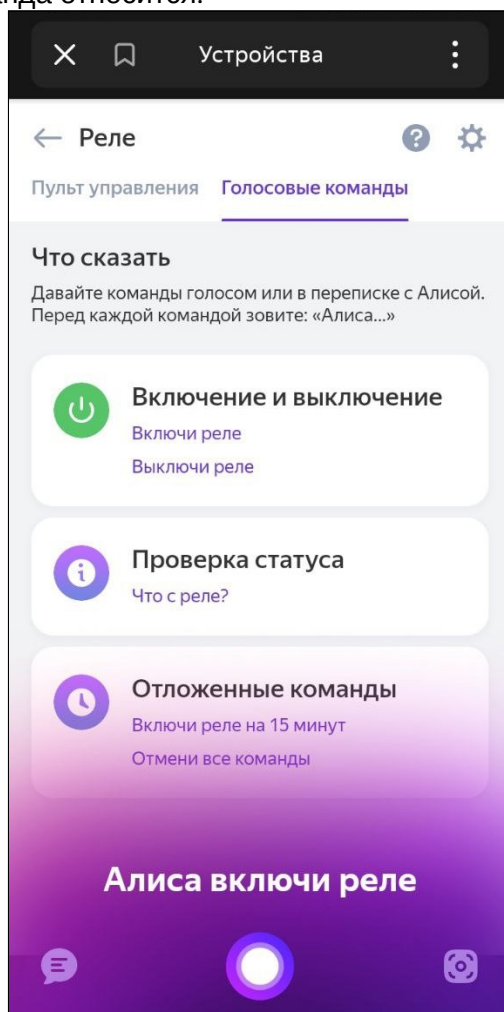 Устройства
Реле
Пульт управления Голосовые команды
Что сказать
Давайте команды голосом или в переписке с Алисой.
Перед каждой командой зовите: «Алиса...»
Включение и выключение
Включи реле
Выключи реле
Проверка статуса
Что с реле?
Отложенные команды
Включи реле на 15 минут
Отмени все команды
Алиса включи реле